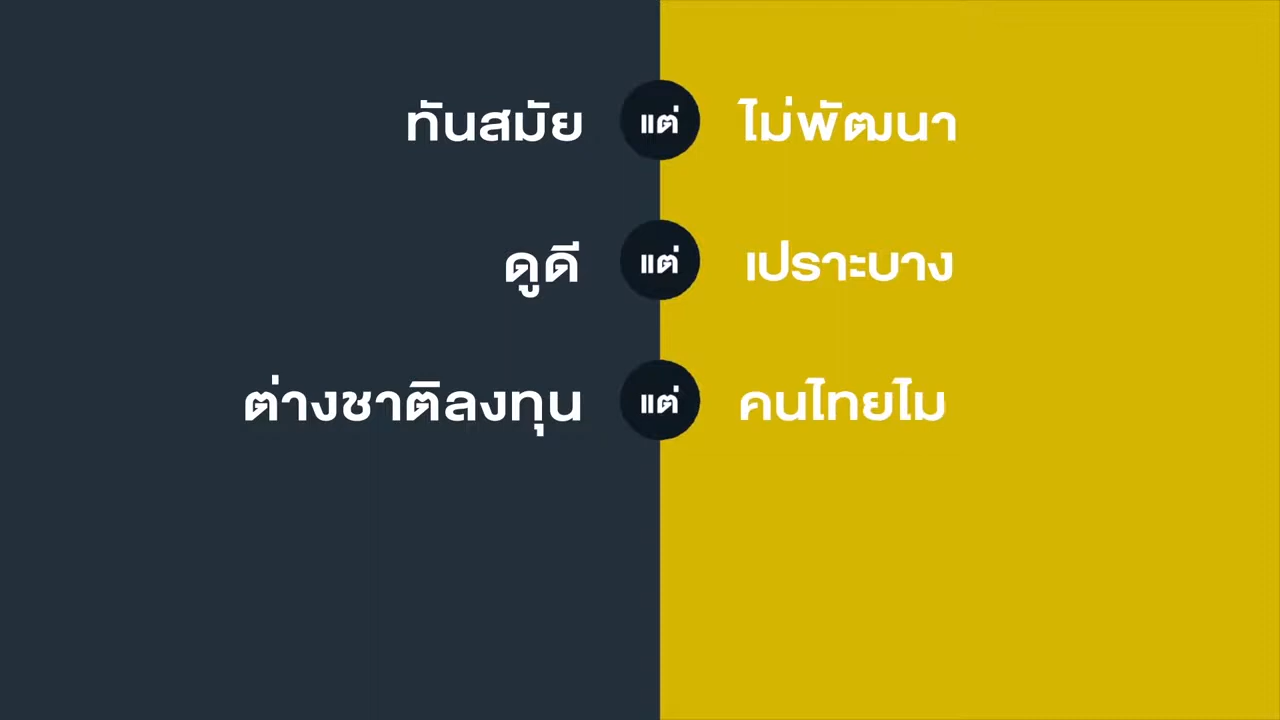 ทันสมัย แต่ ไม่พัฒนา
ดูดี แต่ เปราะบาง
ต่างชาติลงทุน แต่ คนไทยไม